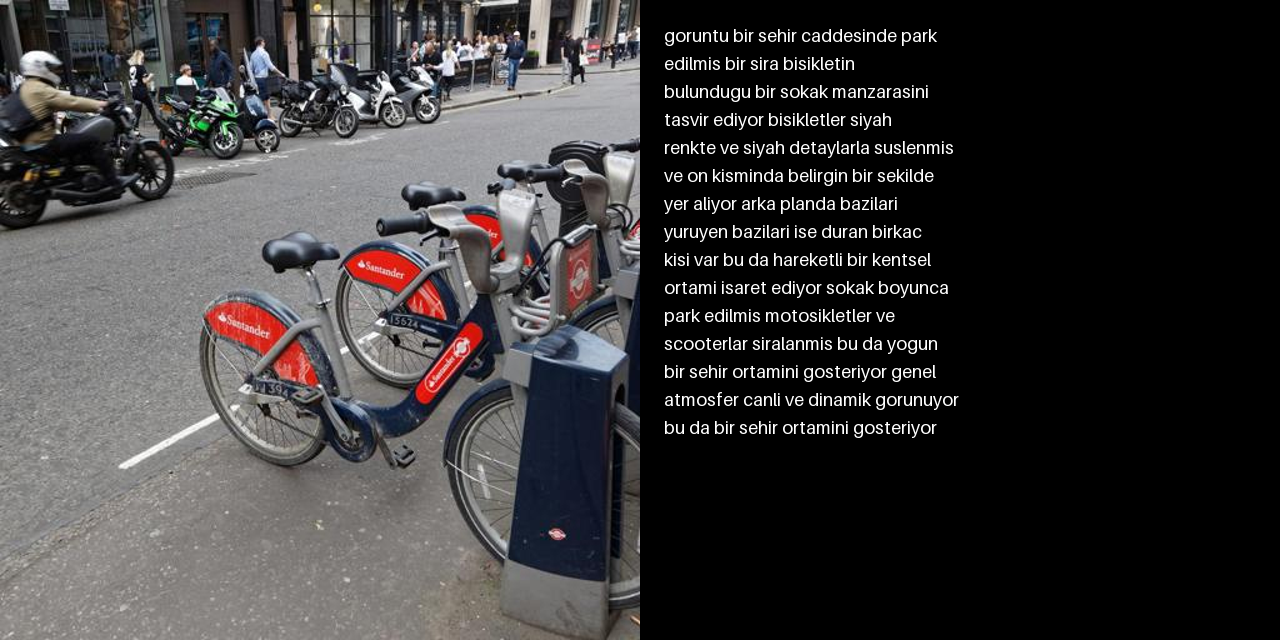 Santander
Santander
nder
15624
Santander
394
goruntu bir sehir caddesinde park
edilmis bir sira bisikletin
bulundugu bir sokak manzarasini
tasvir ediyor bisikletler siyah
renkte ve siyah detaylarla suslenmis
ve on kisminda belirgin bir sekilde
yer aliyor arka planda bazilari
yuruyen bazilari ise duran birkac
kisi var bu da hareketli bir kentsel
ortami isaret ediyor sokak boyunca
park edilmis motosikletler ve
scooterlar siralanmis bu da yogun
bir sehir ortamini gosteriyor genel
atmosfer canli ve dinamik gorunuyor
bu da bir sehir ortamini gosteriyor